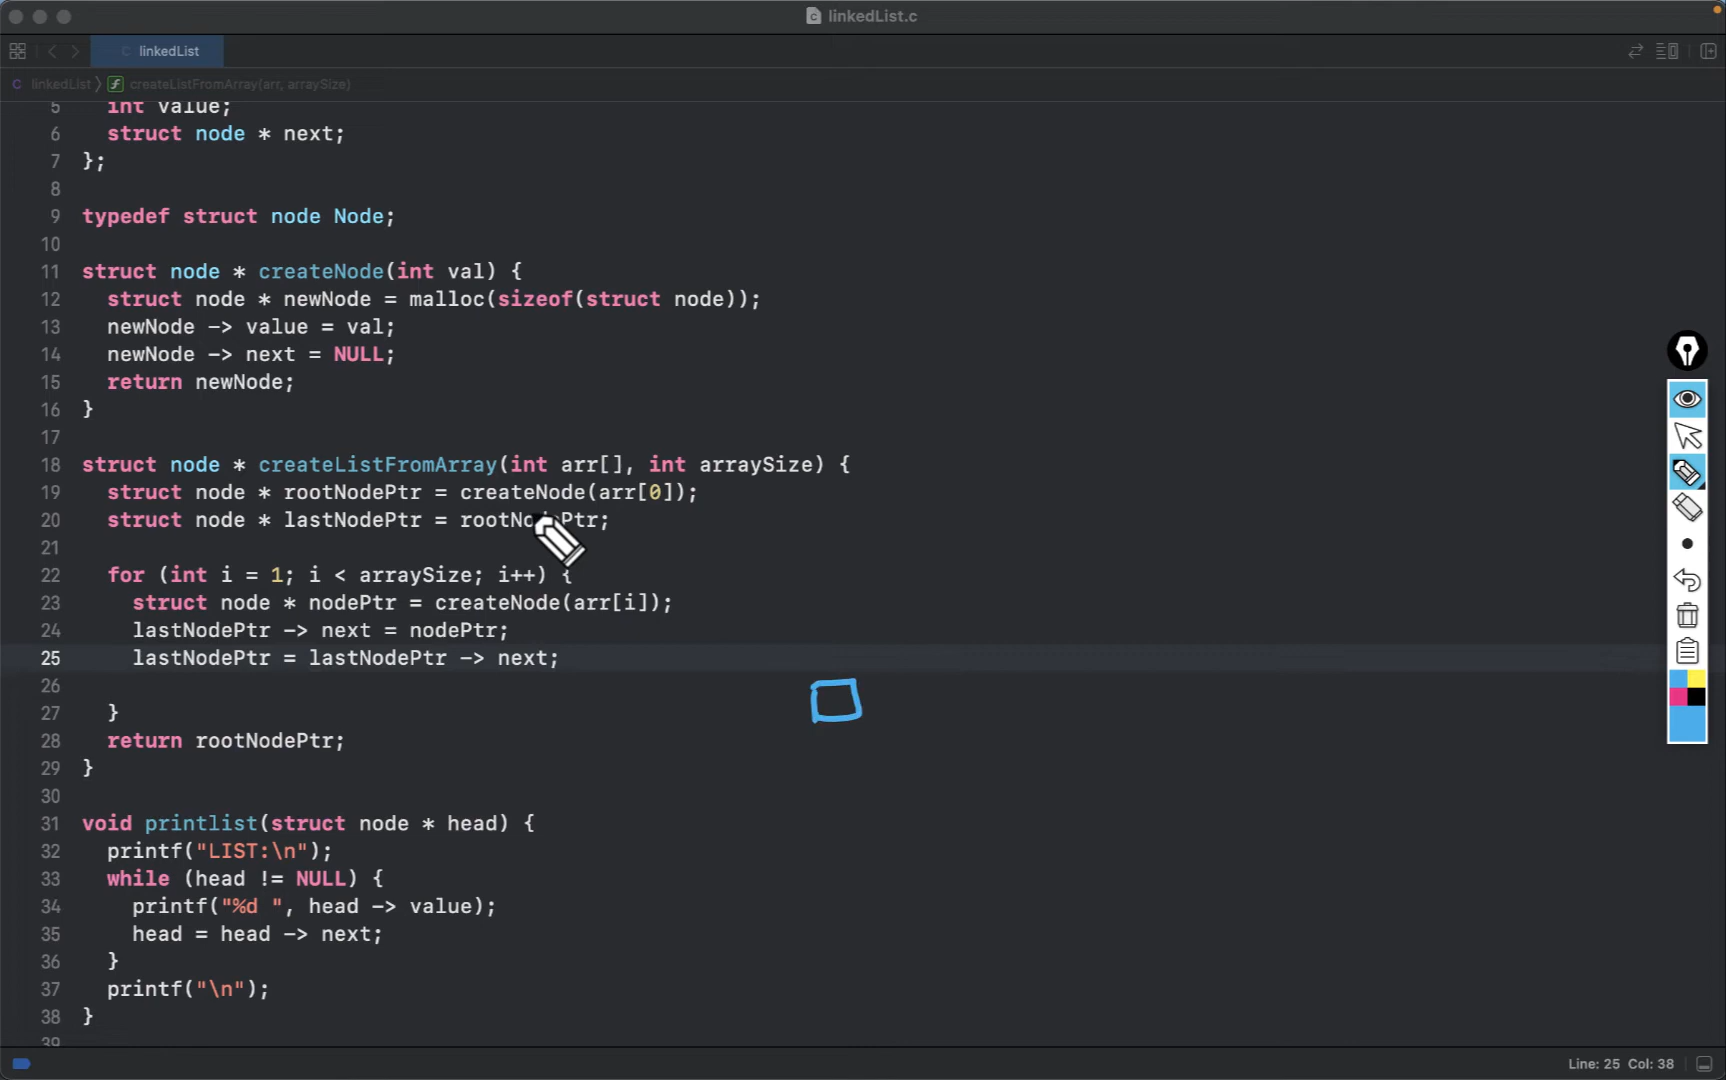 linkedList.c
linkedList
linkedList
createListFromArray(arr, arraySize)
5 int value;
6 struct node * next;
7 };
8
9 typedef struct node Node;
10
11 struct node * createNode(int val) {
12 struct node * newNode = malloc(sizeof(struct node));
13 newNode -> value = val;
14 newNode -> next = NULL;
15 return newNode;
16 }
17
18 struct node * createListFromArray(int arr[], int arraySize) {
19 struct node * rootNodePtr = createNode(arr[0]);
20 struct node * lastNodePtr = rootNodePtr;
21
22 for (int i = 1; i < arraySize; i++) {
23 struct node * nodePtr = createNode(arr[i]);
24 lastNodePtr -> next = nodePtr;
25 lastNodePtr = lastNodePtr -> next;
26
27 }
28 return rootNodePtr;
29 }
30
31 void printlist(struct node * head) {
32 printf("LIST:\n");
33 while (head != NULL) {
34 printf("%d ", head -> value);
35 head = head -> next;
36 }
37 printf("\n");
38 }
39
Line: 25 Col: 38